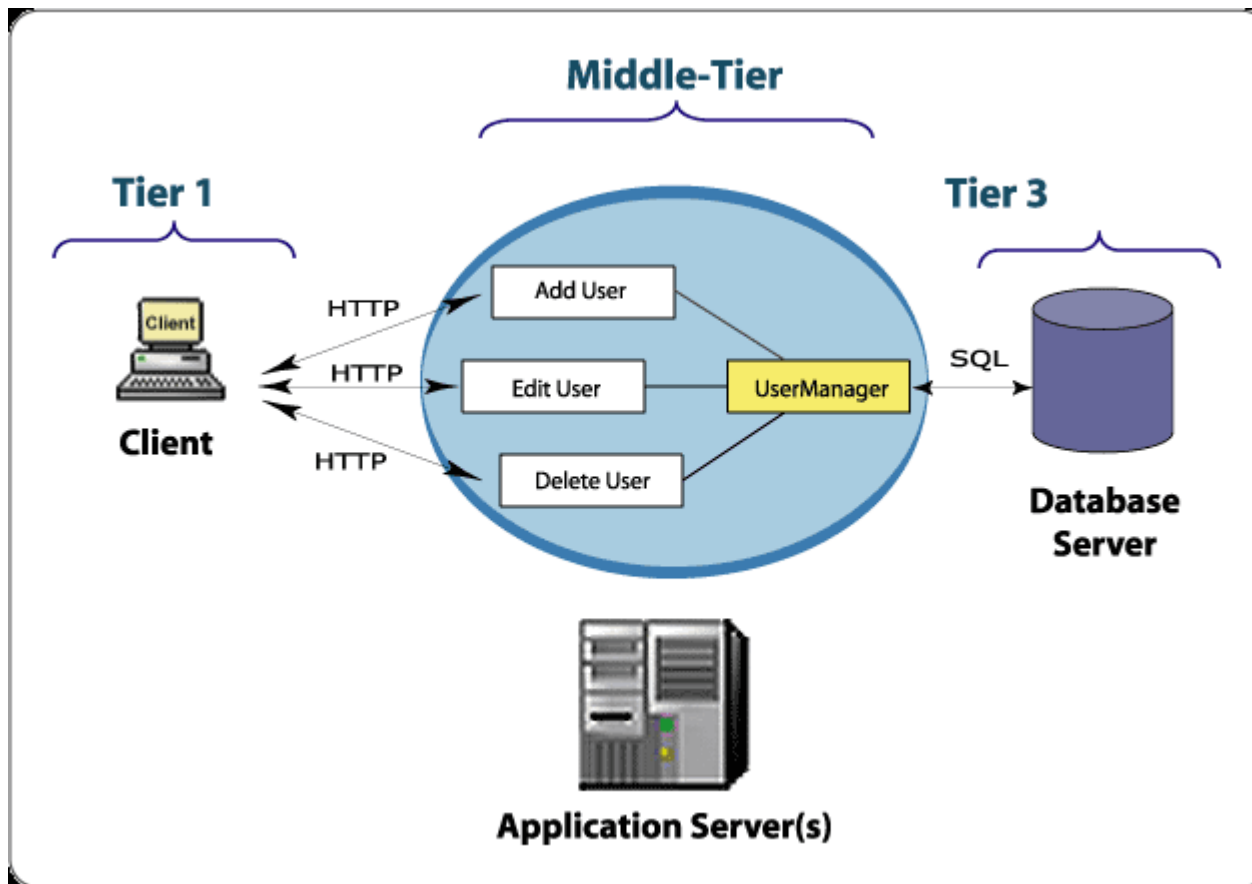 Middle-Tier
Tier 1
Tier 3
Client
Client
HTTP
HTTP
HTTP
Add User
Edit User
Delete User
UserManager
SQL
Database
Server
Application Server(s)